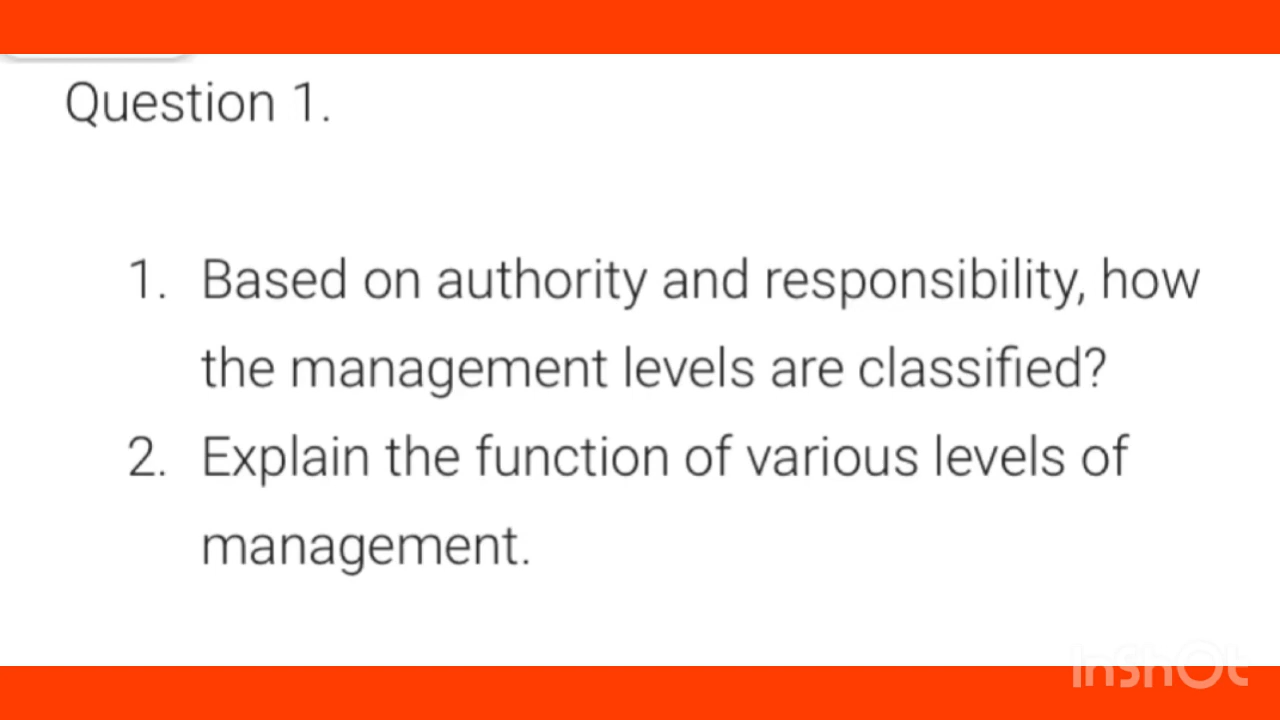 Question 1.
1. Based on authority and responsibility, how
the management levels are classified?
2. Explain the function of various levels of
management.
InShOt